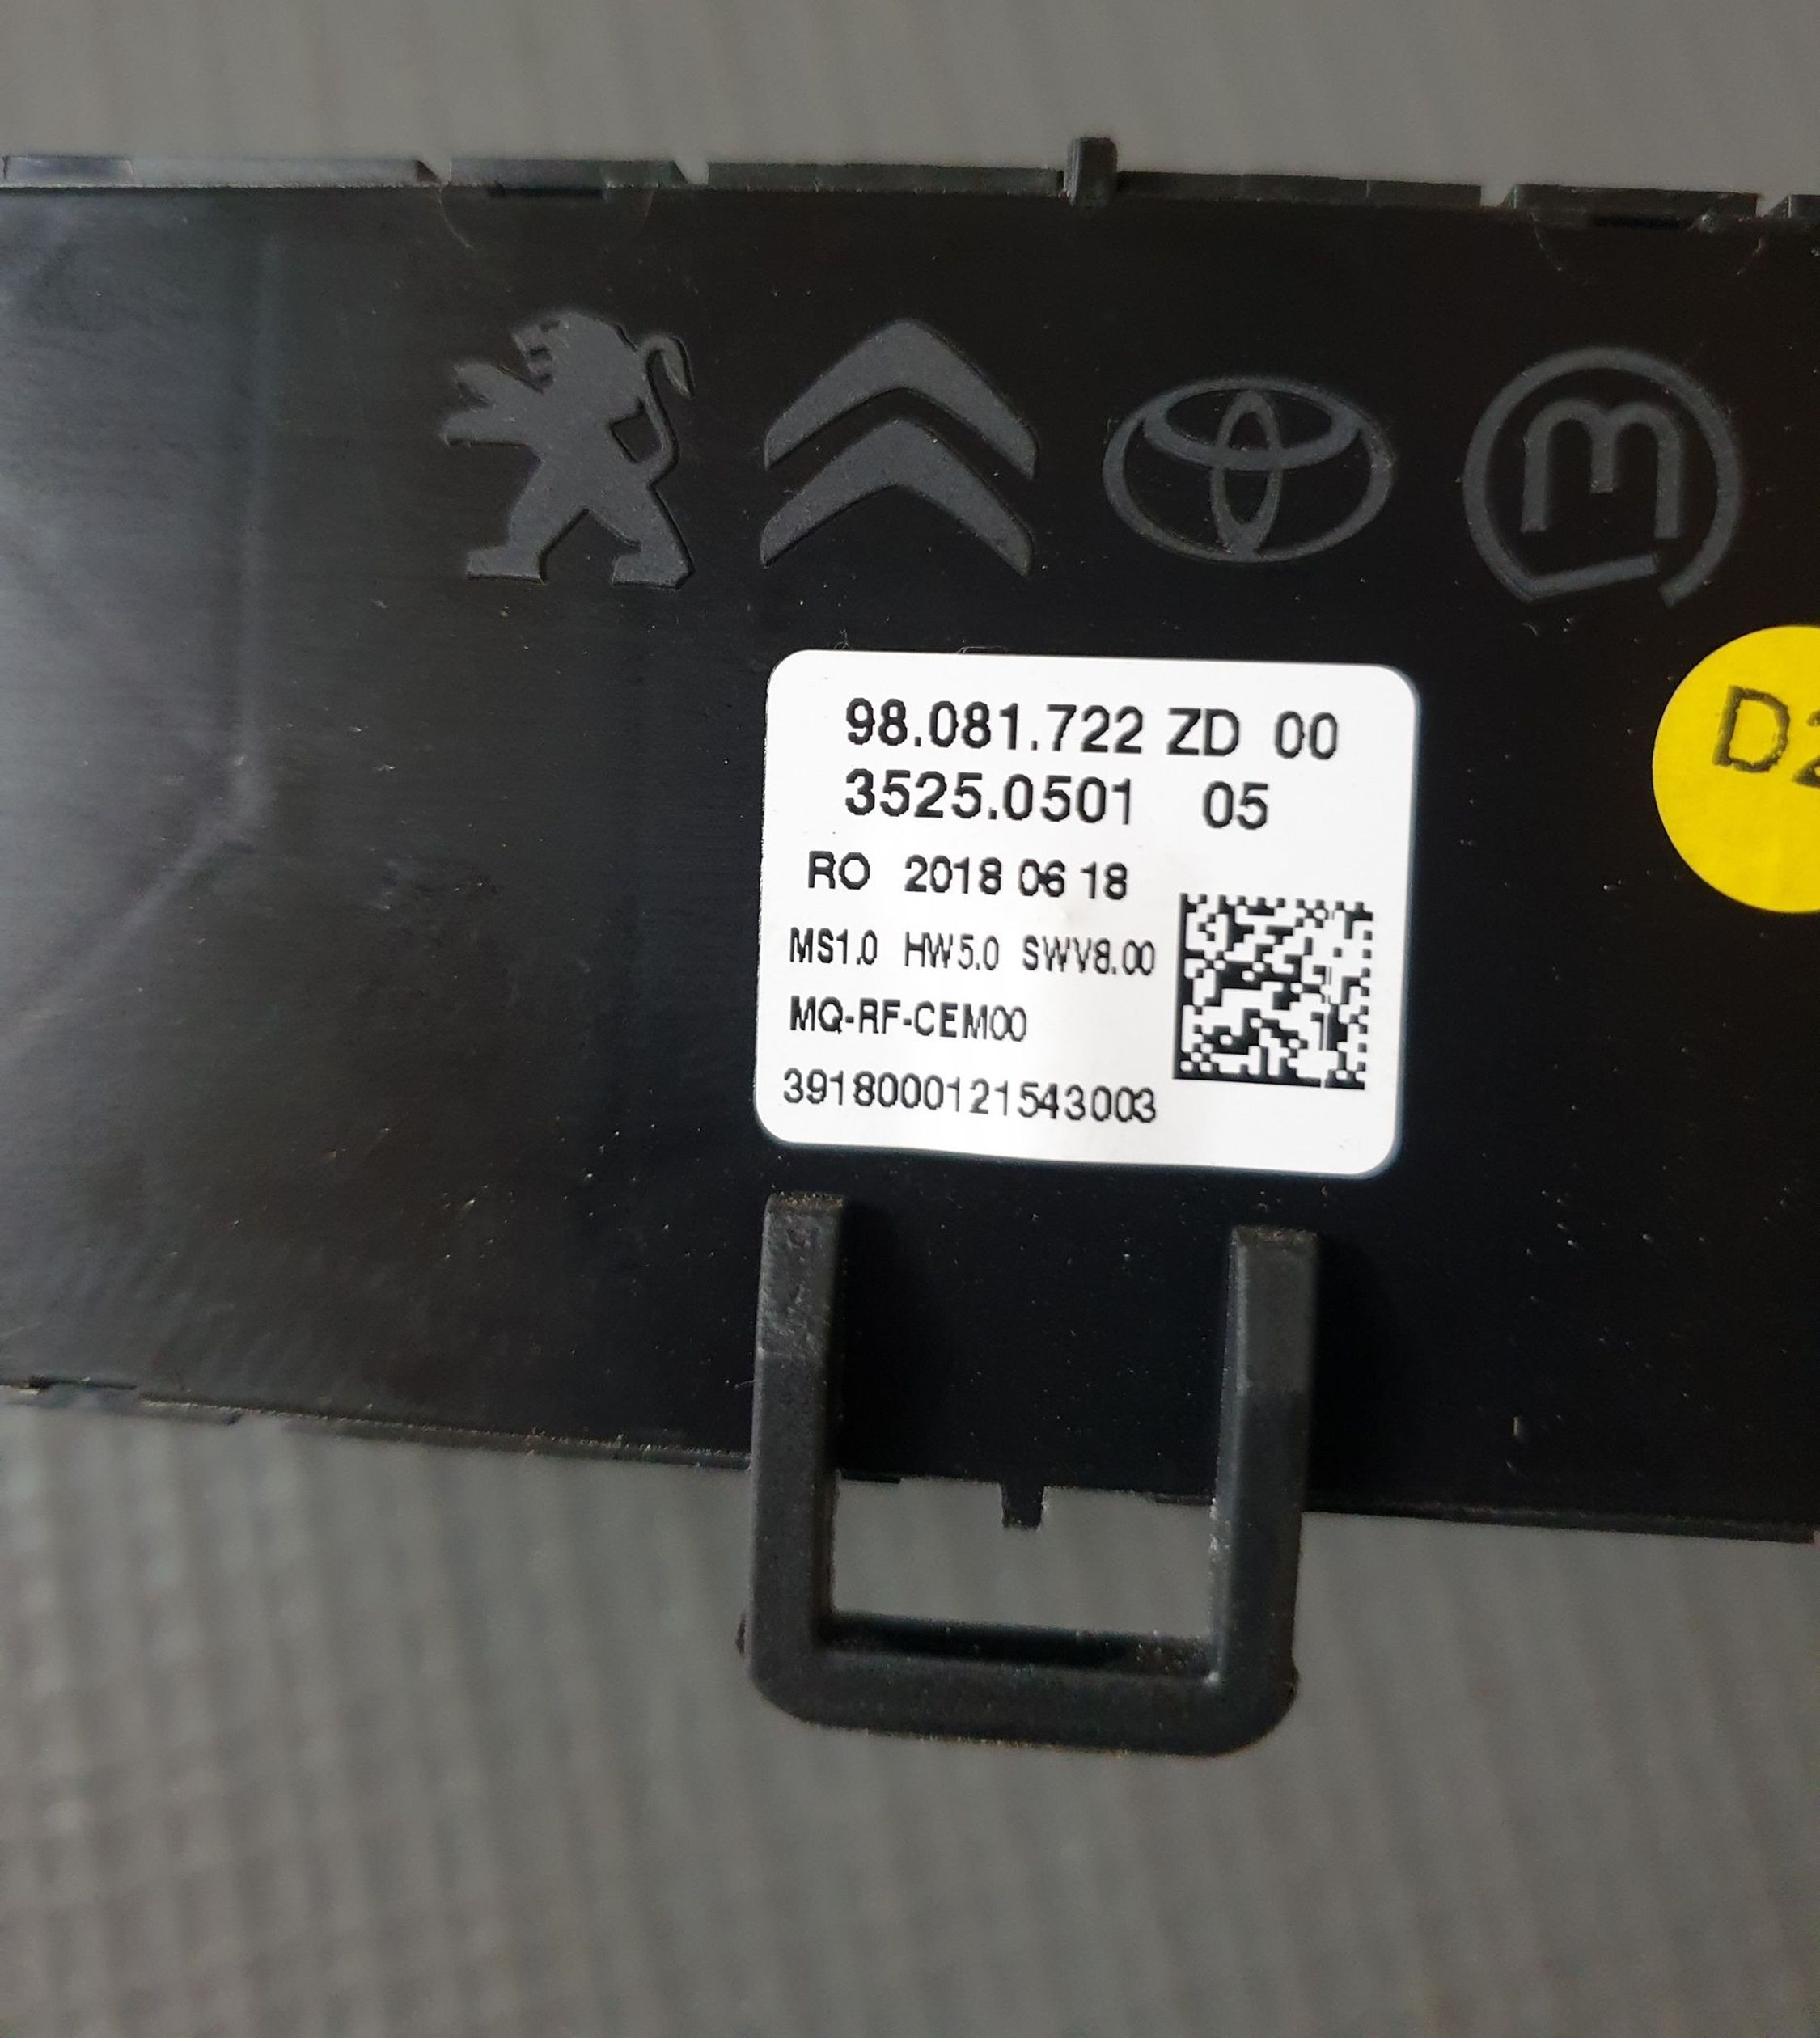 98.081.722 ZD 00
3525.0501 05
RO 2018 06 18
MS1.0 HW5.0 SWV8.00
MQ-RF-CEM00
3918000121543003